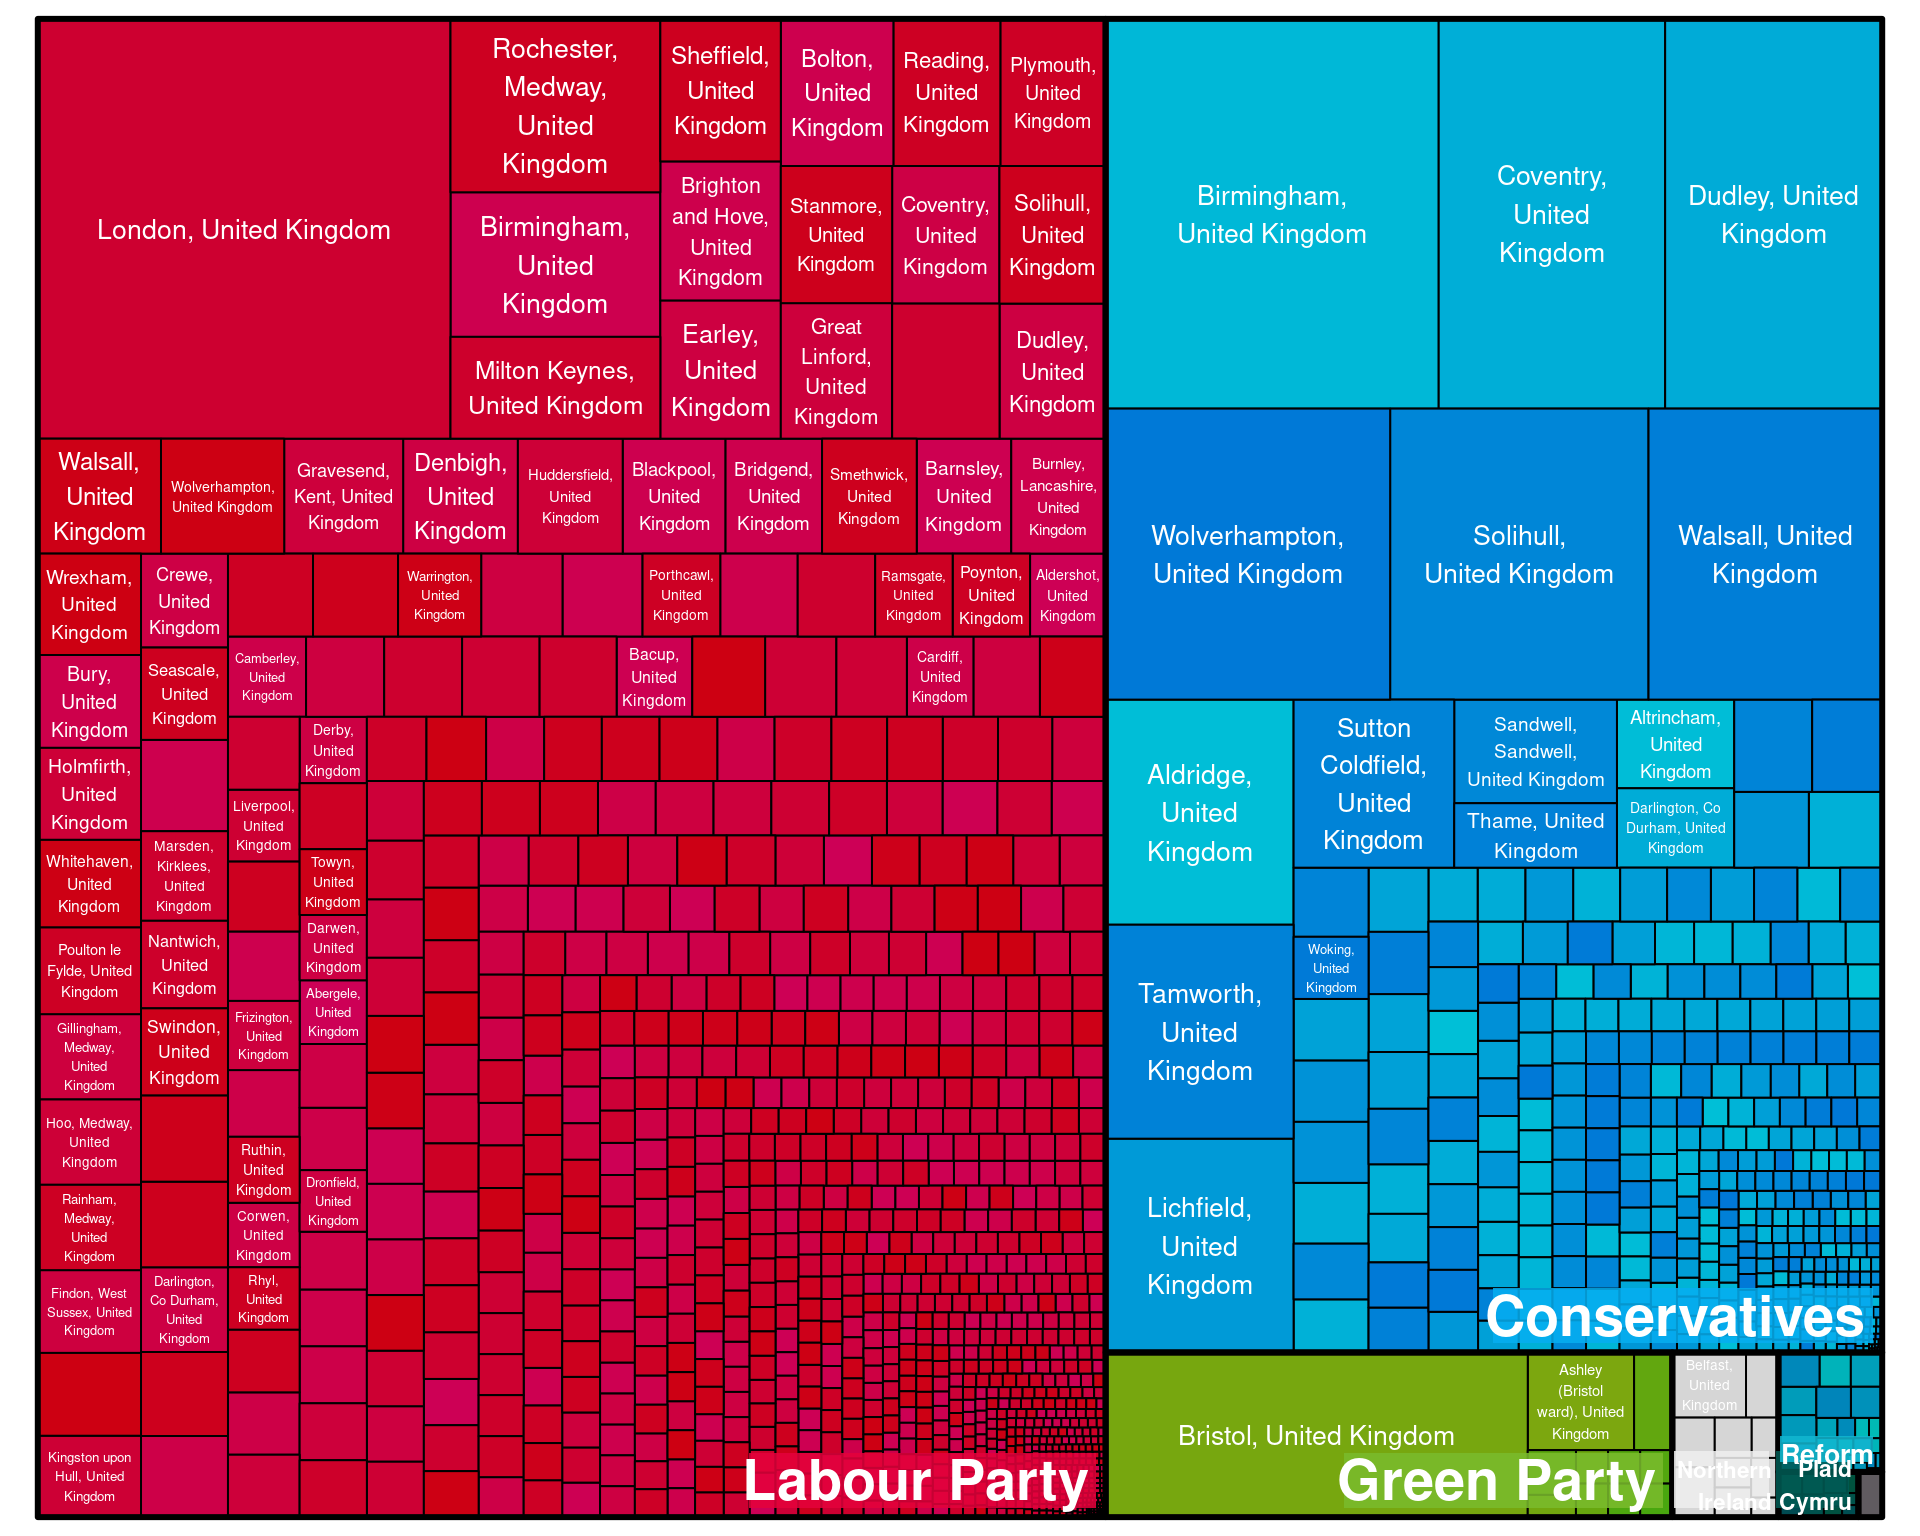 London, United Kingdom
Rochester,
Medway,
United
Kingdom
Birmingham,
United
Kingdom
Milton Keynes,
United Kingdom
Sheffield,
United
Kingdom
Brighton
and Hove,
United
Kingdom
Earley,
United
Kingdom
Bolton,
United
Kingdom
Reading,
United
Kingdom
Plymouth,
United
Kingdom
Stanmore,
United
Kingdom
Coventry,
United
Kingdom
Solihull,
United
Kingdom
Great
Linford,
United
Kingdom
Dudley,
United
Kingdom
Walsall,
United
Kingdom
Wolverhampton,
United Kingdom
Gravesend,
Kent, United
Kingdom
Denbigh,
United
Kingdom
Huddersfield,
United
Kingdom
Blackpool,
United
Kingdom
Bridgend,
United
Kingdom
Smethwick,
United
Kingdom
Barnsley,
United
Kingdom
Burnley,
Lancashire,
United
Kingdom
Wrexham,
United
Kingdom
Bury,
United
Kingdom
Holmfirth,
United
Kingdom
Whitehaven,
United
Kingdom
Poulton le
Fylde, United
Kingdom
Gillingham,
Medway,
United
Kingdom
Hoo, Medway,
United
Kingdom
Rainham,
Medway,
United
Kingdom
Findon, West
Sussex, United
Kingdom
Kingston upon
Hull, United
Kingdom
Crewe,
United
Kingdom
Seascale,
United
Kingdom
Marsden,
Kirklees,
United
Kingdom
Nantwich,
United
Kingdom
Swindon,
United
Kingdom
Darlington,
Co Durham,
United
Kingdom
Warrington,
United
Kingdom
Porthcawl,
United
Kingdom
Ramsgate,
United
Kingdom
Poynton,
United
Kingdom
Aldershot,
United
Kingdom
Camberley,
United
Kingdom
Bacup,
United
Kingdom
Cardiff,
United
Kingdom
Liverpool,
United
Kingdom
Frizington,
United
Kingdom
Ruthin,
United
Kingdom
Corwen,
United
Kingdom
Rhyl,
United
Kingdom
Derby,
United
Kingdom
Towyn,
United
Kingdom
Darwen,
United
Kingdom
Abergele,
United
Kingdom
Dronfield,
United
Kingdom
Labour Party
Birmingham,
United Kingdom
Coventry,
United
Kingdom
Dudley, United
Kingdom
Wolverhampton,
United Kingdom
Solihull,
United Kingdom
Walsall, United
Kingdom
Aldridge,
United
Kingdom
Tamworth,
United
Kingdom
Lichfield,
United
Kingdom
Sutton
Coldfield,
United
Kingdom
Sandwell,
Sandwell,
United Kingdom
Thame, United
Kingdom
Altrincham,
United
Kingdom
Darlington, Co
Durham, United
Kingdom
Woking,
United
Kingdom
Conservatives
Bristol, United Kingdom
Ashley
(Bristol
ward), United
Kingdom
Green Party
Belfast,
United
Kingdom
Northern
Ireland
Reform
Plaid
Cymru